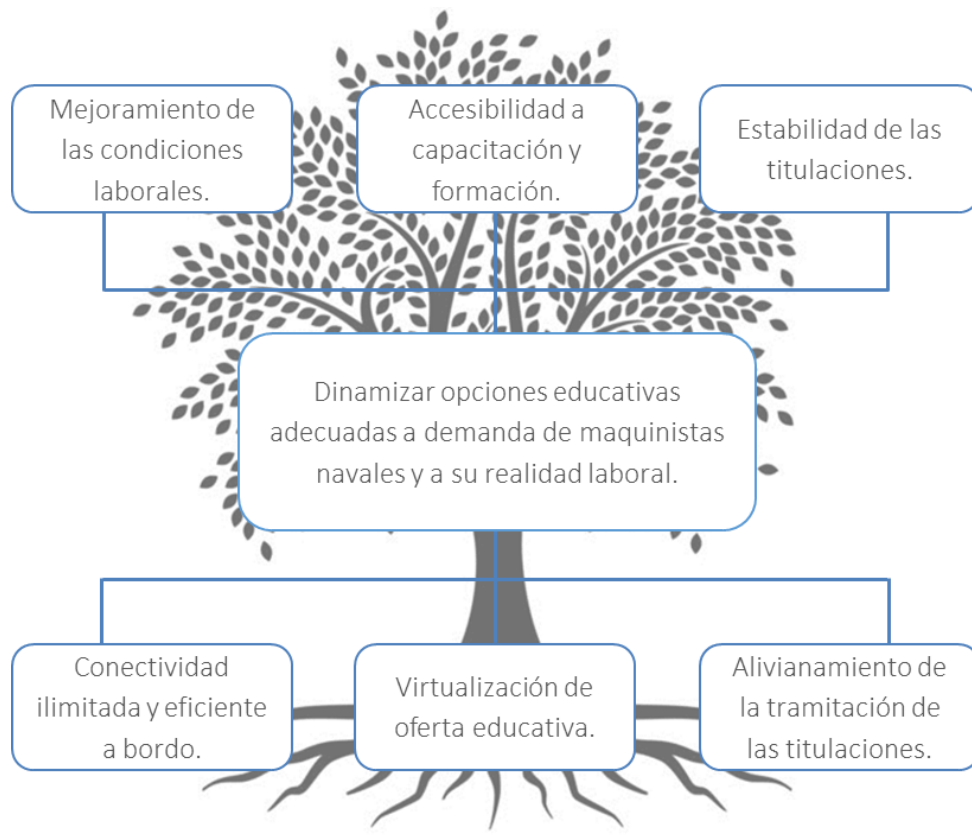 Mejoramiento de
las condiciones
laborales.
Accesibilidad a
capacitación y
formación.
Estabilidad de las
titulaciones.
Dinamizar opciones educativas
adecuadas a demanda de maquinistas
navales y a su realidad laboral.
Conectividad
ilimitada y eficiente
a bordo.
Virtualización de
oferta educativa.
Alivianamiento de
la tramitación de
las titulaciones.